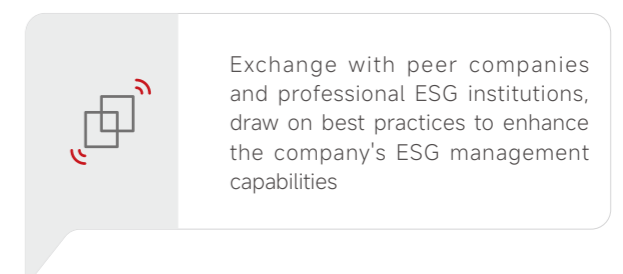 Exchange with peer companies
and professional ESG institutions,
draw on best practices to enhance
the company's ESG management
capabilities